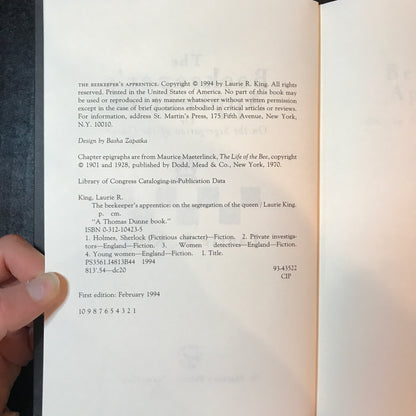 THE BEEKEEPER'S APPRENTICE. Copyright © 1994 by Laurie R. King. All rights
reserved. Printed in the United States of America. No part of this book may
be used or reproduced in any manner whatsoever without written permission
except in the case of brief quotations embodied in critical articles or reviews.
For information, address St. Martin's Press, 175 Fifth Avenue, New York,
N.Y. 10010.
Design by Basha Zapatka
Chapter epigraphs are from Maurice Maeterlinck, The Life of the Bee, copyright
© 1901 and 1928, published by Dodd, Mead & Co., New York, 1970.
Library of Congress Cataloging-in-Publication Data
King, Laurie R.
The beekeeper's apprentice: on the segregation of the queen / Laurie King.
p. cm.
"A Thomas Dunne book."
ISBN 0-312-10423-5
1. Holmes, Sherlock (Fictitious character)—Fiction. 2. Private investiga-
tors—England—Fiction. 3. Women detectives—England—Fiction.
4. Young women—England—Fiction. 1. Title.
PS3561.I4813B44 1994
813'.54—dc20 93-43522
CIP
First edition: February 1994
10 9 8 7 6 5 4 3 2 1